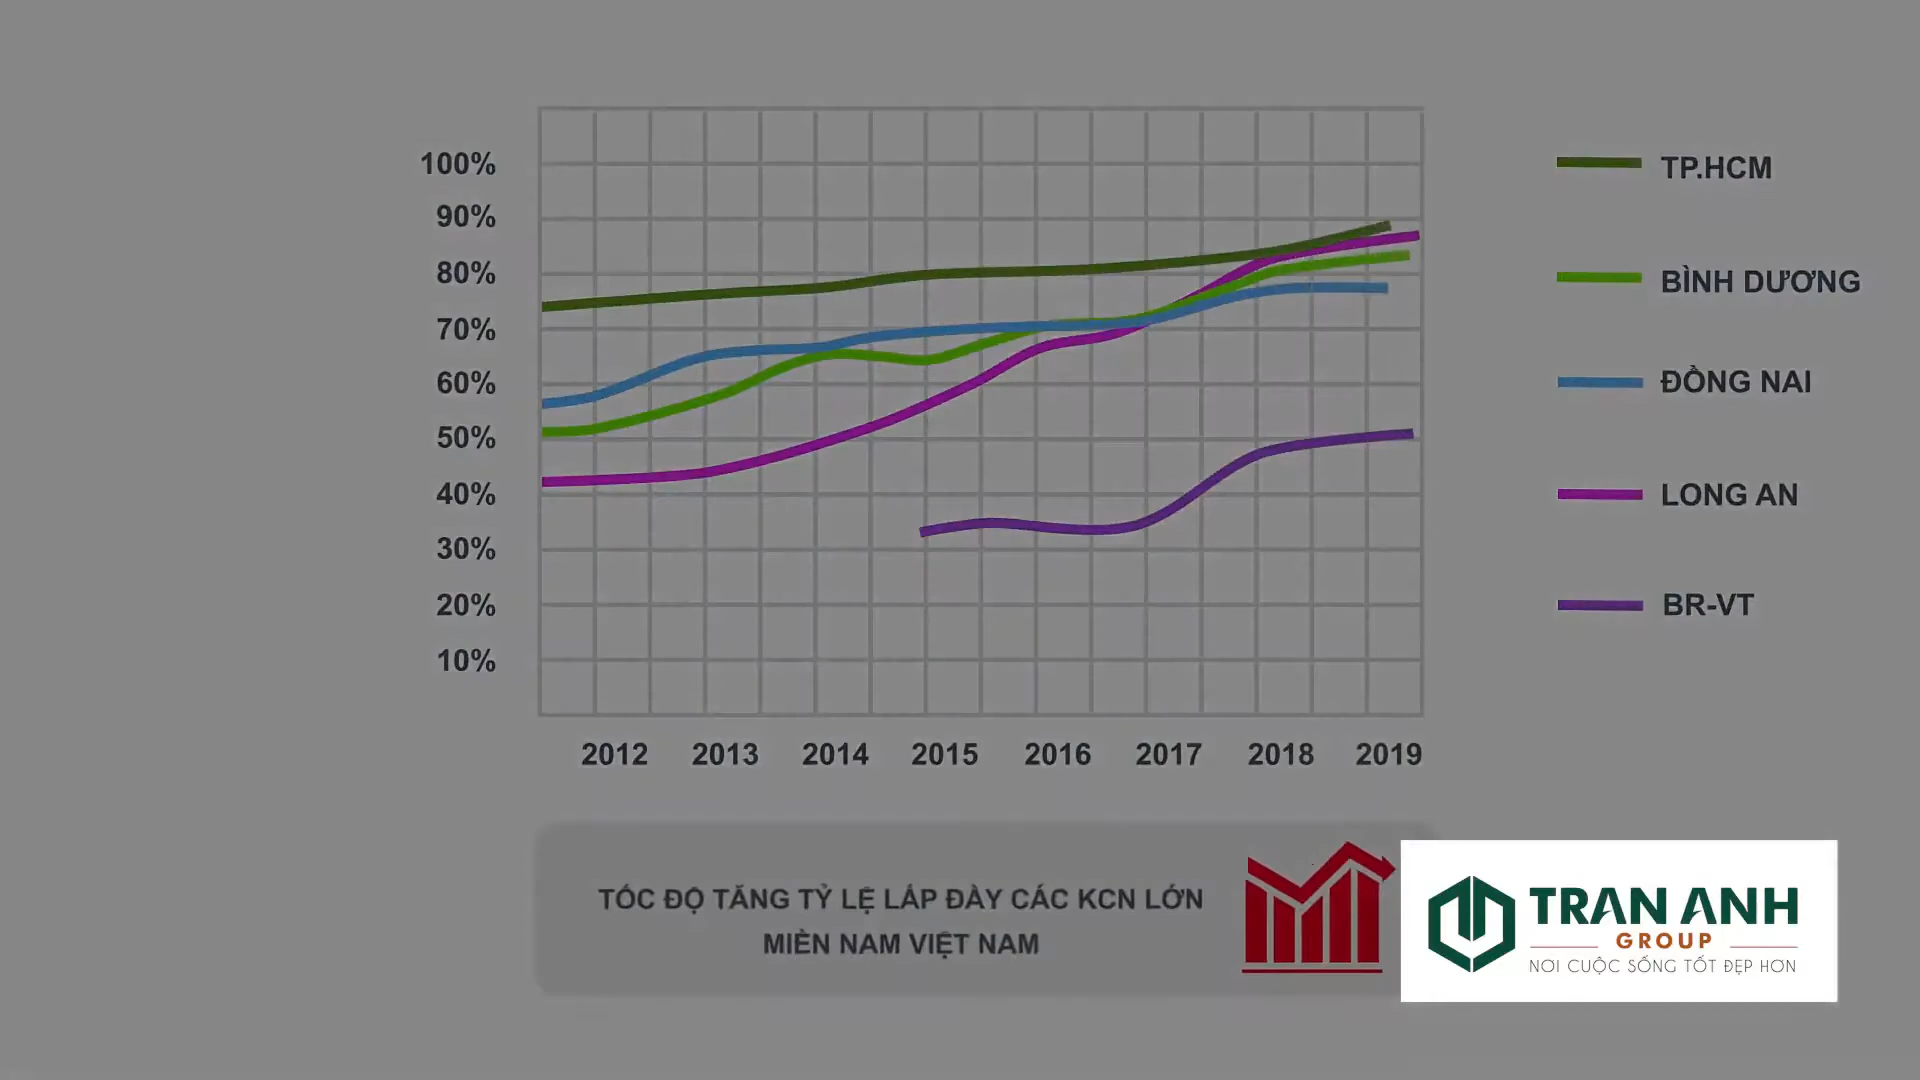 100%
90%
80%
70%
60%
50%
40%
30%
20%
10%
2012 2013 2014 2015 2016 2017 2018 2019
TP.HCM
BÌNH DƯƠNG
ĐỒNG NAI
LONG AN
BR-VT
TỐC ĐỘ TĂNG TỶ LỆ LẤP ĐẦY CÁC KCN LỚN
MIỀN NAM VIỆT NAM
TRAN ANH
GROUP
NƠI CUỘC SỐNG TỐT ĐẸP HƠN